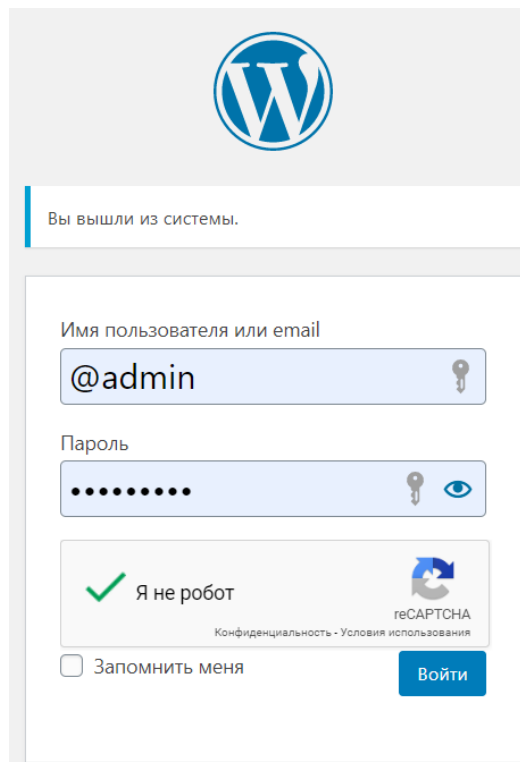 Вы вышли из системы.
Имя пользователя или email
@admin
Пароль
•••••••••
Я не робот
reCAPTCHA
Конфиденциальность - Условия использования
Запомнить меня
Войти